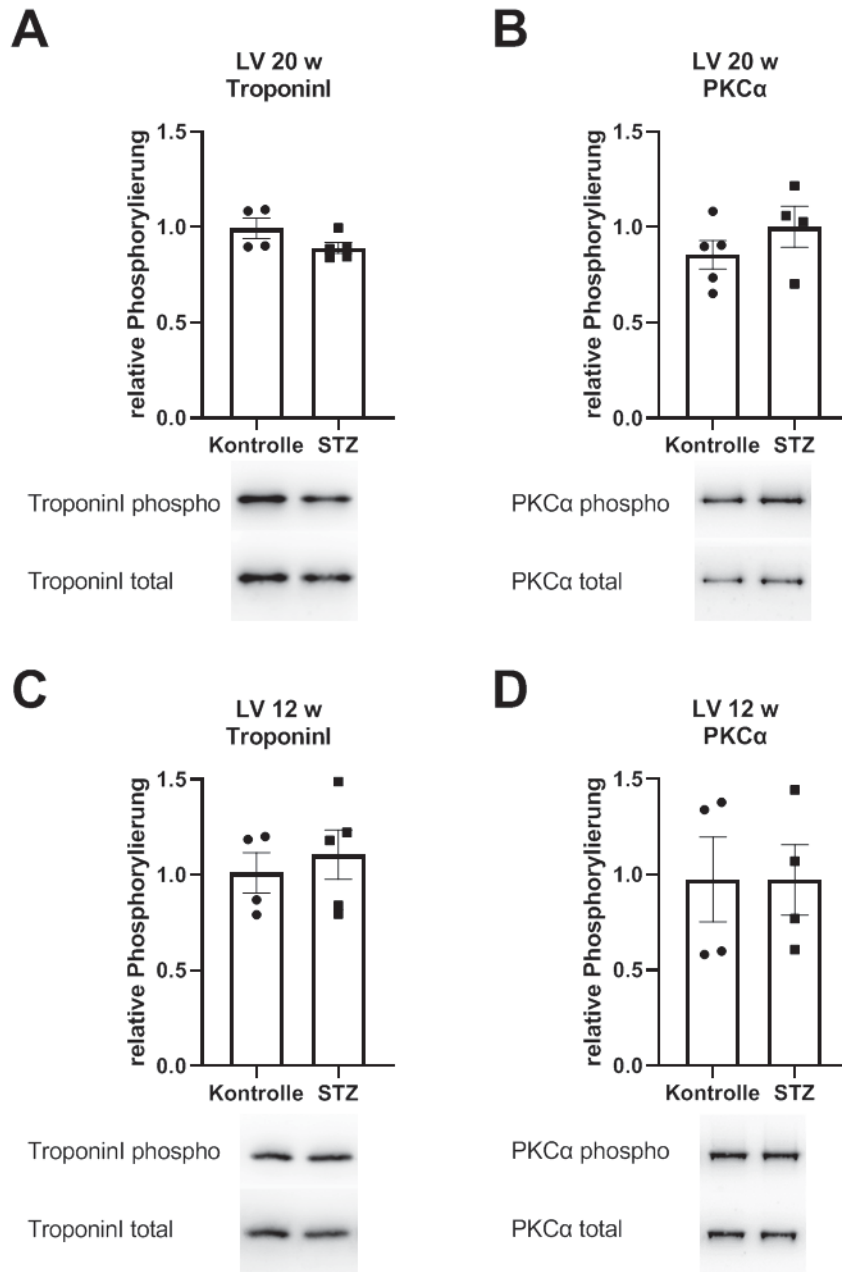 A
LV 20 w
TroponinI
relative Phosphorylierung
1.5
1.0
0.5
0.0
Kontrolle STZ
TroponinI phospho
TroponinI total
B
LV 20 w
PKCα
relative Phosphorylierung
1.5
1.0
0.5
0.0
Kontrolle STZ
PKCα phospho
PKCα total
C
LV 12 w
TroponinI
relative Phosphorylierung
1.5
1.0
0.5
0.0
Kontrolle STZ
TroponinI phospho
TroponinI total
D
LV 12 w
PKCα
relative Phosphorylierung
1.5
1.0
0.5
0.0
Kontrolle STZ
PKCα phospho
PKCα total